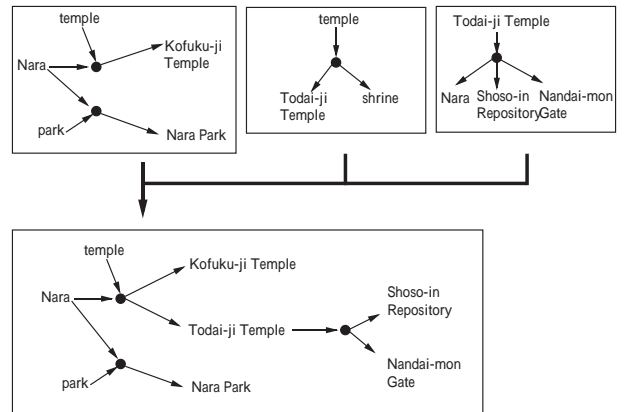 temple
Nara
Kofuku-ji
Temple
park
Nara Park
temple
Todai-ji
Temple
shrine
Todai-ji Temple
Nara
Shoso-in
Repository
Nandai-mon
Gate
temple
Kofuku-ji Temple
Nara
Todai-ji Temple
Shoso-in
Repository
Nandai-mon
Gate
park
Nara Park